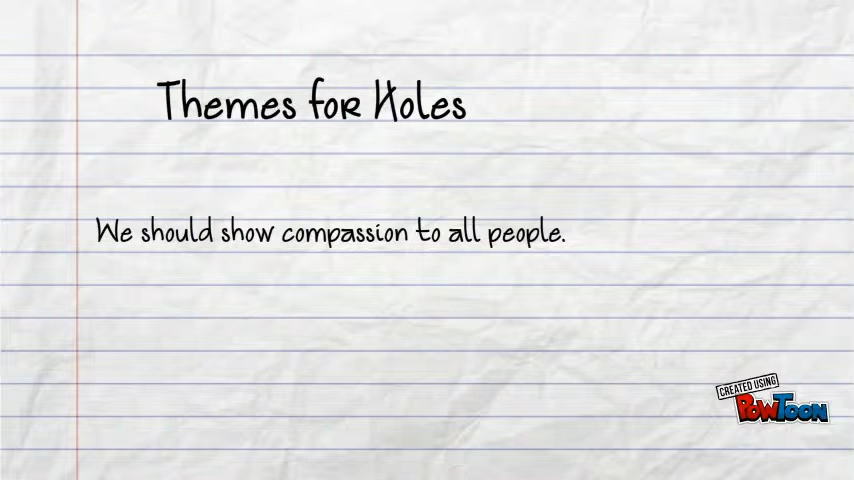 Themes for Holes
We should show compassion to all people.
CREATED USING
POWTOON